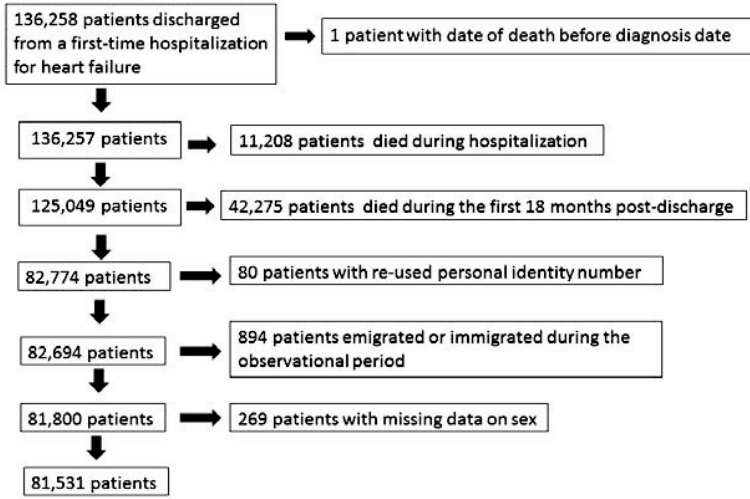 136,258 patients discharged
from a first-time hospitalization
for heart failure
1 patient with date of death before diagnosis date
136,257 patients
11,208 patients died during hospitalization
125,049 patients
42,275 patients died during the first 18 months post-discharge
82,774 patients
80 patients with re-used personal identity number
82,694 patients
894 patients emigrated or immigrated during the
observational period
81,800 patients
269 patients with missing data on sex
81,531 patients